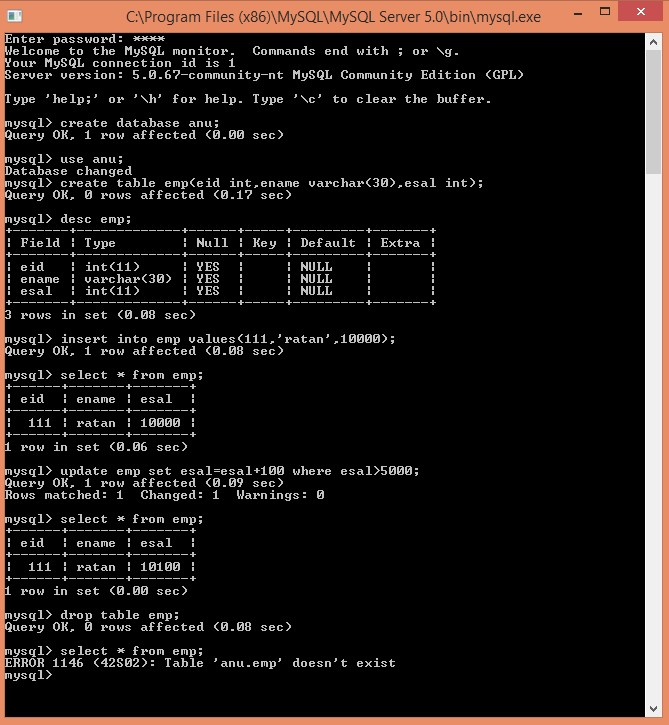 C:\Program Files (x86)\MySQL\MySQL Server 5.0\bin\mysql.exe
Enter password: ****
Welcome to the MySQL monitor.  Commands end with ; or \g.
Your MySQL connection id is 1
Server version: 5.0.67-community-nt MySQL Community Edition (GPL)

Type 'help;' or '\h' for help. Type '\c' to clear the buffer.

mysql> create database anu;
Query OK, 1 row affected (0.00 sec)

mysql> use anu;
Database changed
mysql> create table emp(eid int,ename varchar(30),esal int);
Query OK, 0 rows affected (0.17 sec)

mysql> desc emp;
+-------+-------------+------+-----+---------+-------+
| Field | Type        | Null | Key | Default | Extra |
+-------+-------------+------+-----+---------+-------+
| eid   | int(11)     | YES  |     | NULL    |       |
| ename | varchar(30) | YES  |     | NULL    |       |
| esal  | int(11)     | YES  |     | NULL    |       |
+-------+-------------+------+-----+---------+-------+
3 rows in set (0.08 sec)

mysql> insert into emp values(111,'ratan',10000);
Query OK, 1 row affected (0.08 sec)

mysql> select * from emp;
+------+-------+-------+
| eid  | ename | esal  |
+------+-------+-------+
|  111 | ratan | 10000 |
+------+-------+-------+
1 row in set (0.06 sec)

mysql> update emp set esal=esal+100 where esal>5000;
Query OK, 1 row affected (0.09 sec)
Rows matched: 1  Changed: 1  Warnings: 0

mysql> select * from emp;
+------+-------+-------+
| eid  | ename | esal  |
+------+-------+-------+
|  111 | ratan | 10100 |
+------+-------+-------+
1 row in set (0.00 sec)

mysql> drop table emp;
Query OK, 0 rows affected (0.08 sec)

mysql> select * from emp;
ERROR 1146 (42S02): Table 'anu.emp' doesn't exist
mysql>